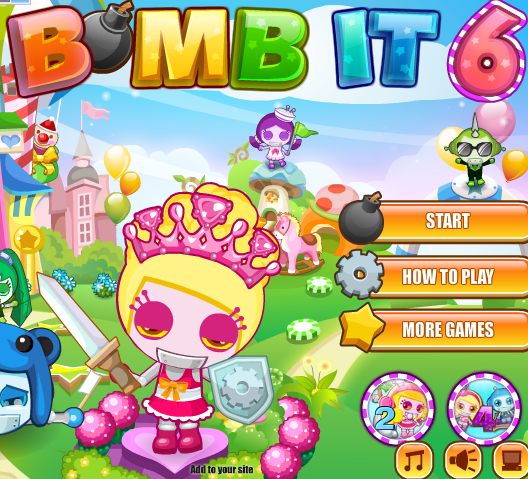 BOMB IT 6
START
HOW TO PLAY
MORE GAMES
2
Add to your site